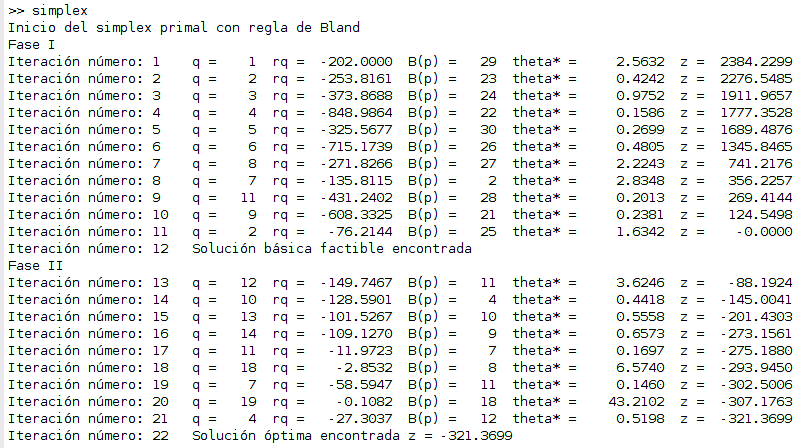 >> simplex
Inicio del simplex primal con regla de Bland
Fase I
Iteración número: 1 q = 1 rq = -202.0000 B(p) = 29 theta* = 2.5632 z = 2384.2299
Iteración número: 2 q = 2 rq = -253.8161 B(p) = 23 theta* = 0.4242 z = 2276.5485
Iteración número: 3 q = 3 rq = -373.8688 B(p) = 24 theta* = 0.9752 z = 1911.9657
Iteración número: 4 q = 4 rq = -848.9864 B(p) = 22 theta* = 0.1586 z = 1777.3528
Iteración número: 5 q = 5 rq = -325.5677 B(p) = 30 theta* = 0.2699 z = 1689.4876
Iteración número: 6 q = 6 rq = -715.1739 B(p) = 26 theta* = 0.4805 z = 1345.8465
Iteración número: 7 q = 8 rq = -271.8266 B(p) = 27 theta* = 2.2243 z = 741.2176
Iteración número: 8 q = 7 rq = -135.8115 B(p) = 2 theta* = 2.8348 z = 356.2257
Iteración número: 9 q = 11 rq = -431.2402 B(p) = 28 theta* = 0.2013 z = 269.4144
Iteración número: 10 q = 9 rq = -608.3325 B(p) = 21 theta* = 0.2381 z = 124.5498
Iteración número: 11 q = 2 rq = -76.2144 B(p) = 25 theta* = 1.6342 z = -0.0000
Iteración número: 12 Solución básica factible encontrada
Fase II
Iteración número: 13 q = 12 rq = -149.7467 B(p) = 11 theta* = 3.6246 z = -88.1924
Iteración número: 14 q = 10 rq = -128.5901 B(p) = 4 theta* = 0.4418 z = -145.0041
Iteración número: 15 q = 13 rq = -101.5267 B(p) = 10 theta* = 0.5558 z = -201.4303
Iteración número: 16 q = 14 rq = -109.1270 B(p) = 9 theta* = 0.6573 z = -273.1561
Iteración número: 17 q = 11 rq = -11.9723 B(p) = 7 theta* = 0.1697 z = -275.1880
Iteración número: 18 q = 18 rq = -2.8532 B(p) = 8 theta* = 6.5740 z = -293.9450
Iteración número: 19 q = 7 rq = -58.5947 B(p) = 11 theta* = 0.1460 z = -302.5006
Iteración número: 20 q = 19 rq = -0.1082 B(p) = 18 theta* = 43.2102 z = -307.1763
Iteración número: 21 q = 4 rq = -27.3037 B(p) = 12 theta* = 0.5198 z = -321.3699
Iteración número: 22 Solución óptima encontrada z = -321.3699